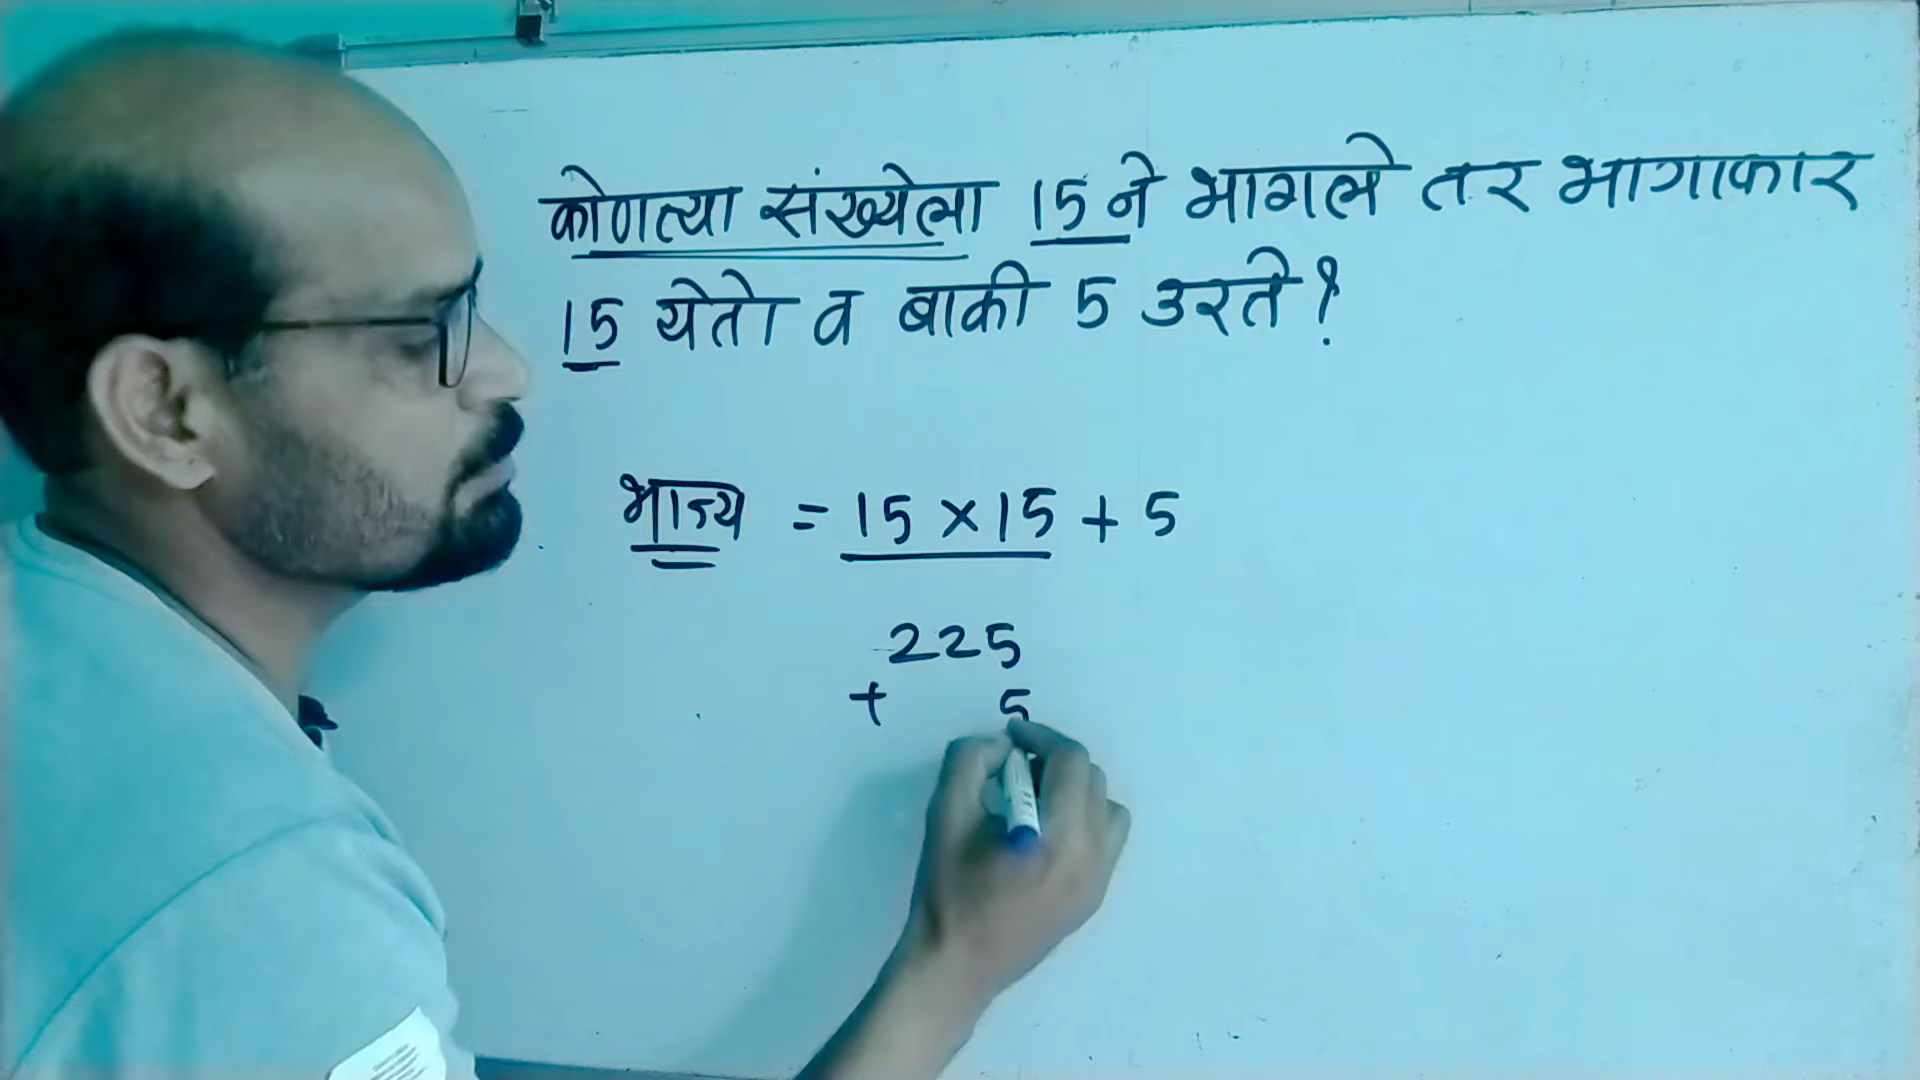 कोणत्या संख्येला 15 ने भागले तर भागाकार
15 येतो व बाकी 5 उरते?
भाज्य = 15 × 15 + 5
225
+ 5